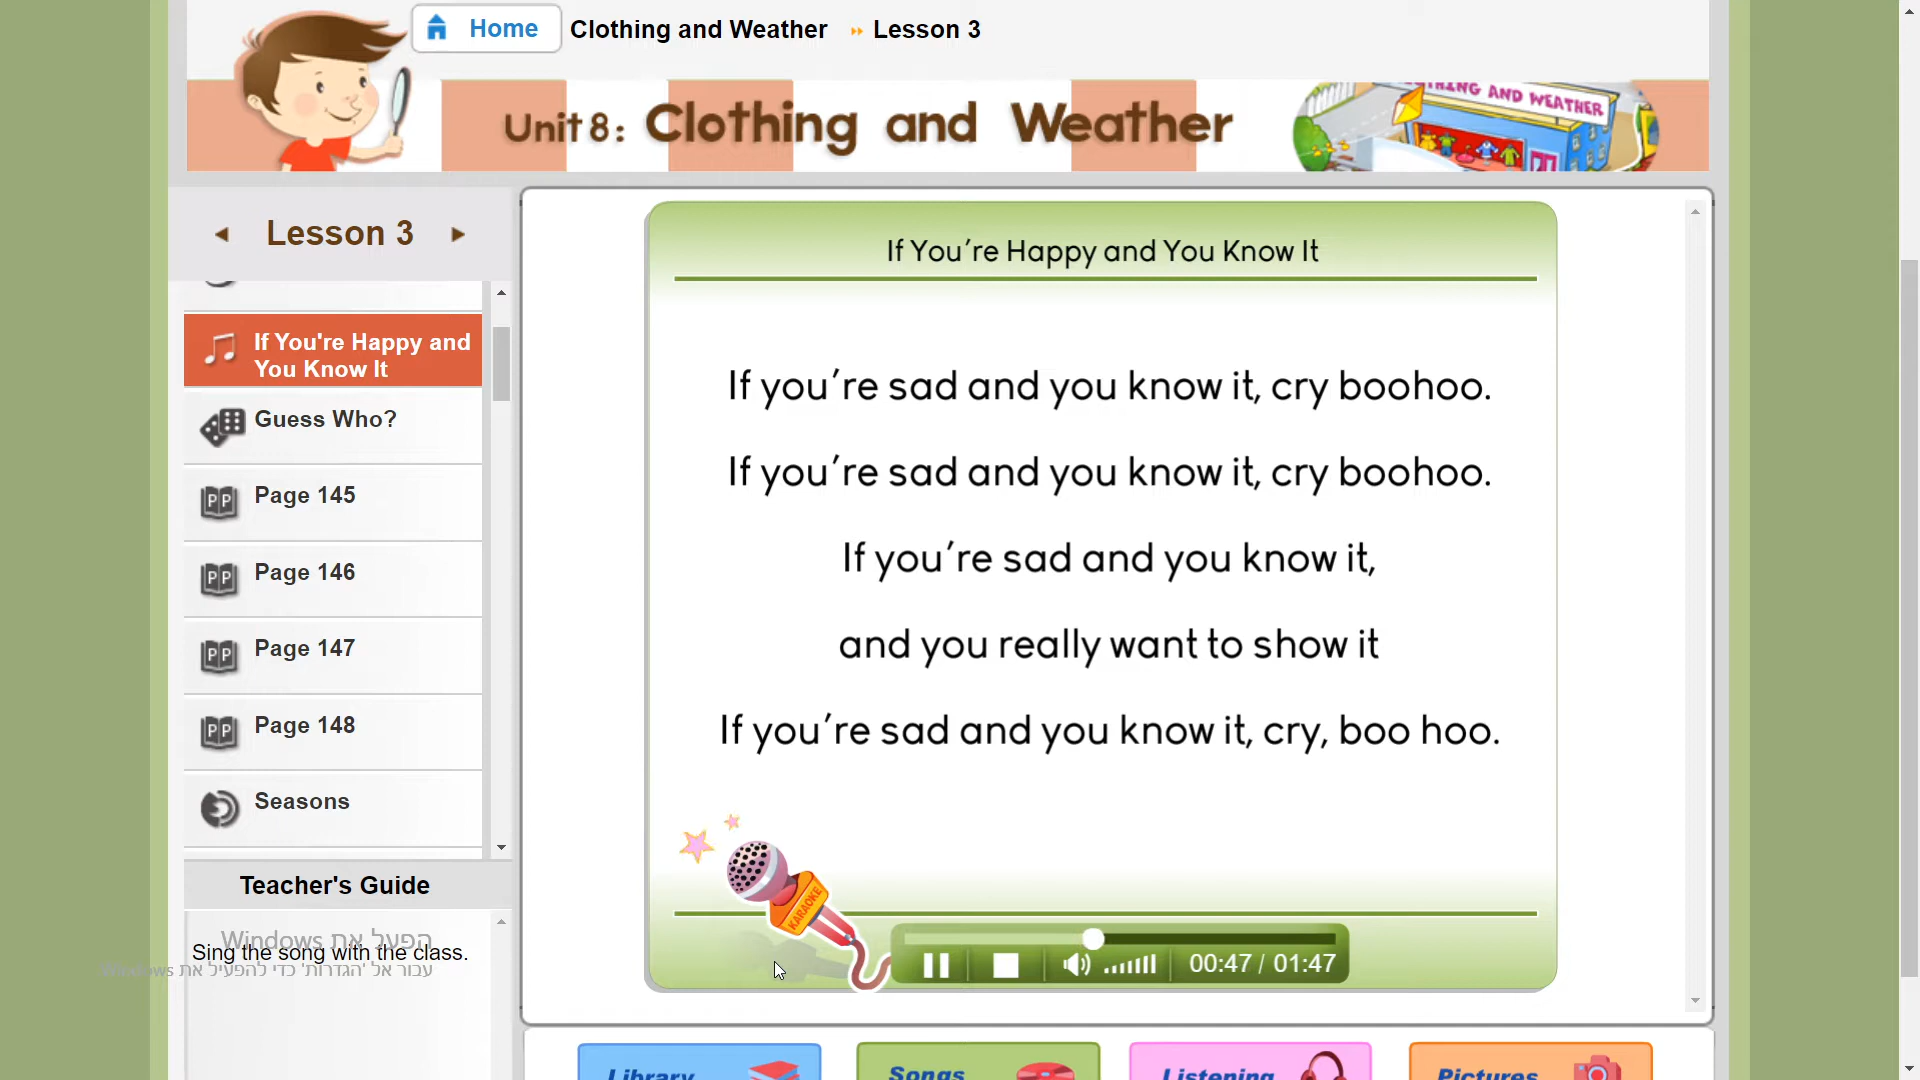 Home
Clothing and Weather
Lesson 3
Unit 8: Clothing and Weather
CLOTHING AND WEATHER
Lesson 3
If You're Happy and
You Know It
Guess Who?
PP Page 145
PP Page 146
PP Page 147
PP Page 148
Seasons
Teacher's Guide
Sing the song with the class.
הפעל את Windows
עבור אל 'הגדרות' כדי להפעיל את Windows
If You're Happy and You Know It
If you're sad and you know it, cry boohoo.
If you're sad and you know it, cry boohoo.
If you're sad and you know it,
and you really want to show it
If you're sad and you know it, cry, boo hoo.
KARAOKE
00:47 / 01:47
Library
Songs
Listening
Pictures